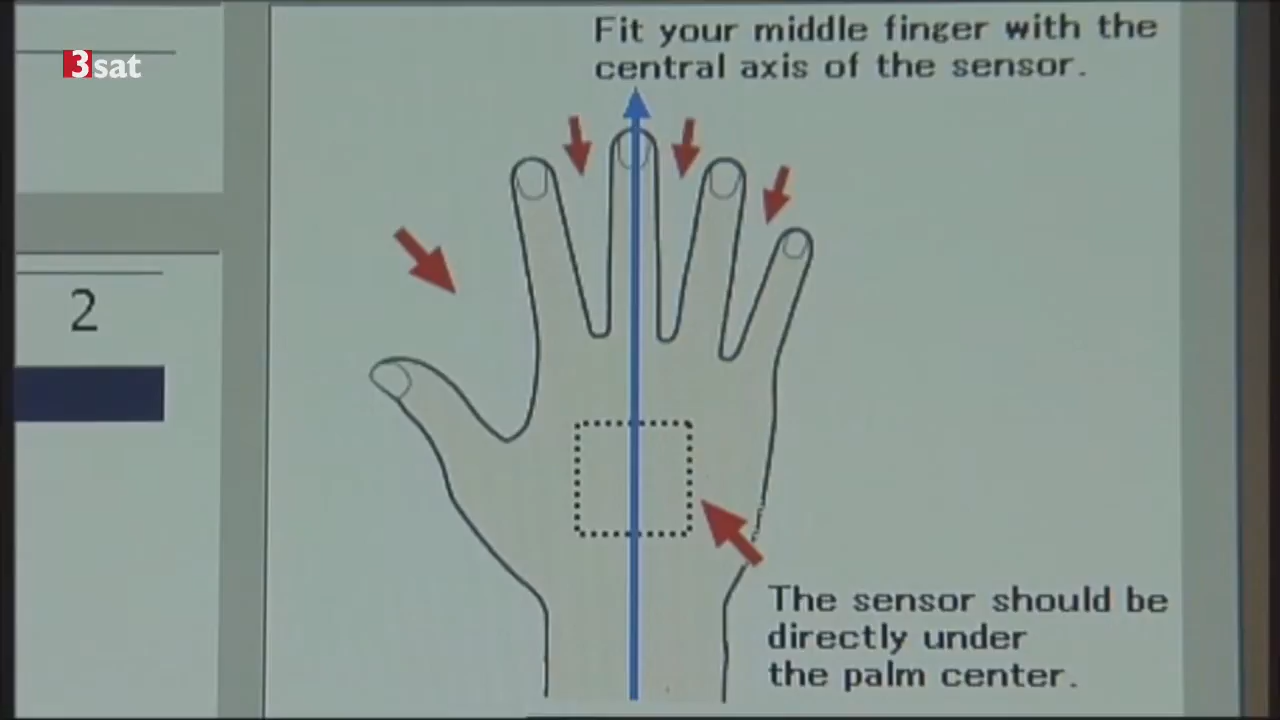 Fit your middle finger with the
central axis of the sensor.
3sat
2
The sensor should be
directly under
the palm center.